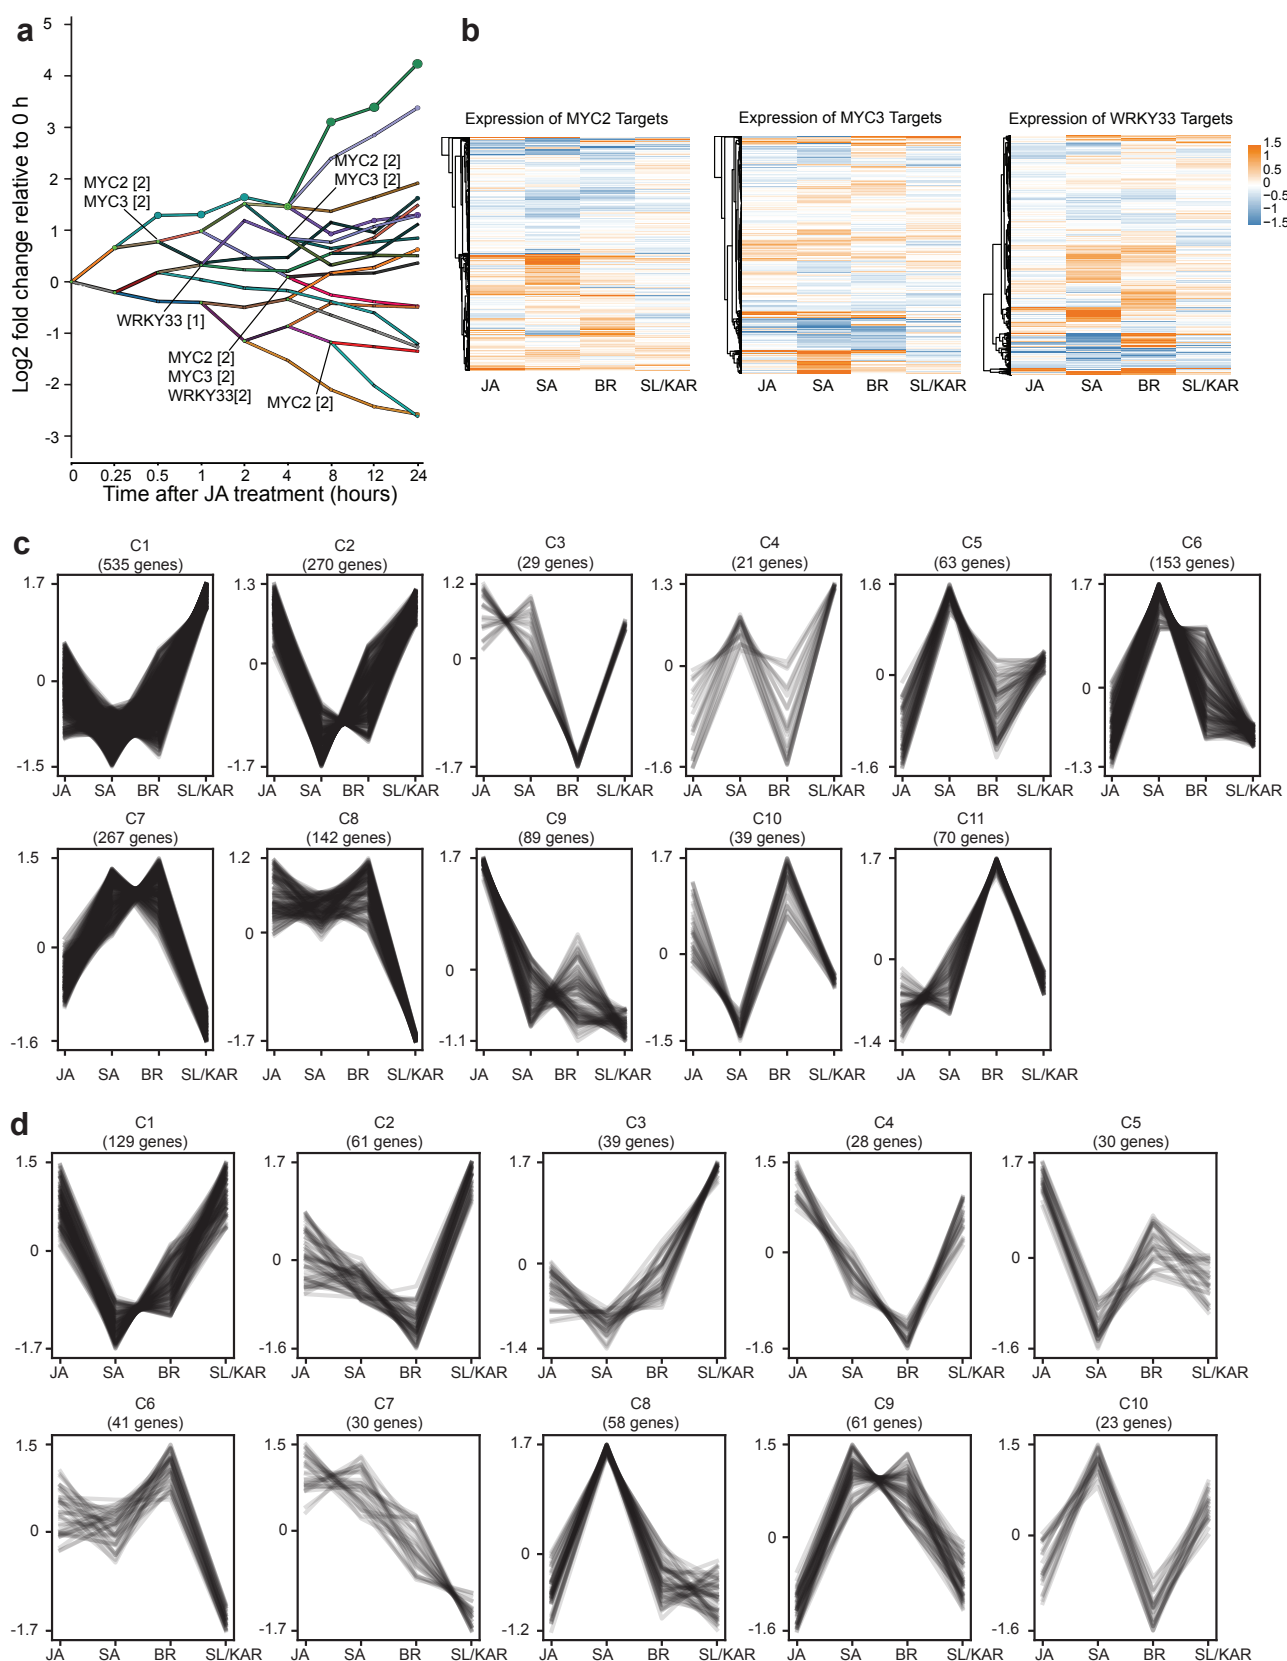 a
Log2 fold change relative to 0 h
5
4
3
2
1
0
-1
-2
-3
MYC2 [2]
MYC3 [2]
MYC2 [2]
MYC3 [2]
WRKY33 [1]
MYC2 [2]
MYC3 [2]
WRKY33[2]
MYC2 [2]
0 0.25 0.5 1 2 4 8 12 24
Time after JA treatment (hours)
b
Expression of MYC2 Targets
JA SA BR SL/KAR
Expression of MYC3 Targets
JA SA BR SL/KAR
Expression of WRKY33 Targets
JA SA BR SL/KAR
1.5
1
0.5
0
−0.5
−1
−1.5
c
C1
(535 genes)
1.7
0
-1.5
JA SA BR SL/KAR
C2
(270 genes)
1.3
0
-1.7
JA SA BR SL/KAR
C3
(29 genes)
1.2
0
-1.7
JA SA BR SL/KAR
C4
(21 genes)
1.3
0
-1.6
JA SA BR SL/KAR
C5
(63 genes)
1.6
0
-1.6
JA SA BR SL/KAR
C6
(153 genes)
1.7
0
-1.3
JA SA BR SL/KAR
C7
(267 genes)
1.5
0
-1.6
JA SA BR SL/KAR
C8
(142 genes)
1.2
0
-1.7
JA SA BR SL/KAR
C9
(89 genes)
1.7
0
-1.1
JA SA BR SL/KAR
C10
(39 genes)
1.7
0
-1.5
JA SA BR SL/KAR
C11
(70 genes)
1.7
0
-1.4
JA SA BR SL/KAR
d
C1
(129 genes)
1.5
0
-1.7
JA SA BR SL/KAR
C2
(61 genes)
1.7
0
-1.6
JA SA BR SL/KAR
C3
(39 genes)
1.7
0
-1.4
JA SA BR SL/KAR
C4
(28 genes)
1.5
0
-1.6
JA SA BR SL/KAR
C5
(30 genes)
1.7
0
-1.6
JA SA BR SL/KAR
C6
(41 genes)
1.5
0
-1.7
JA SA BR SL/KAR
C7
(30 genes)
1.5
0
-1.7
JA SA BR SL/KAR
C8
(58 genes)
1.7
0
-1.2
JA SA BR SL/KAR
C9
(61 genes)
1.5
0
-1.6
JA SA BR SL/KAR
C10
(23 genes)
1.5
0
-1.6
JA SA BR SL/KAR